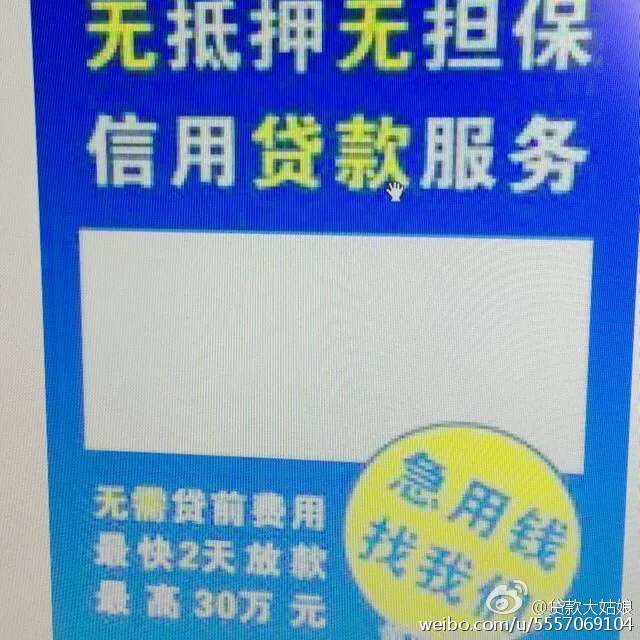 无抵押无担保
信用贷款服务
急用钱
找我们
无需贷前费用
最快2天放款
最高30万元
@贷款大姑娘
weibo.com/u/5557069104